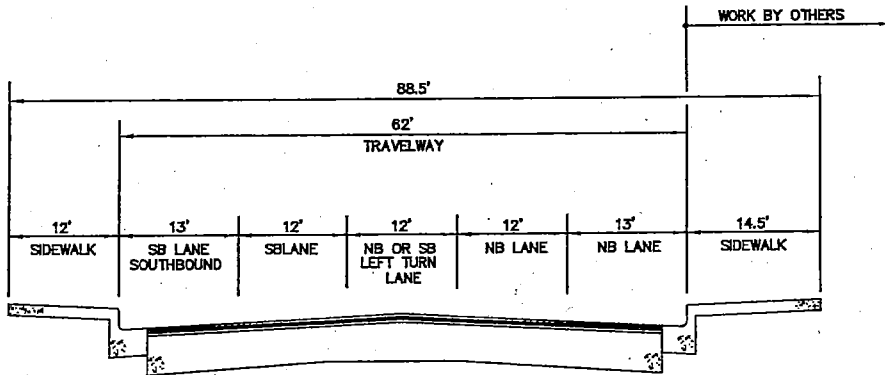 WORK BY OTHERS
88.5'
62'
TRAVELWAY
12'
SIDEWALK
13'
SB LANE
SOUTHBOUND
12'
SBLANE
12'
NB OR SB
LEFT TURN
LANE
12'
NB LANE
13'
NB LANE
14.5'
SIDEWALK